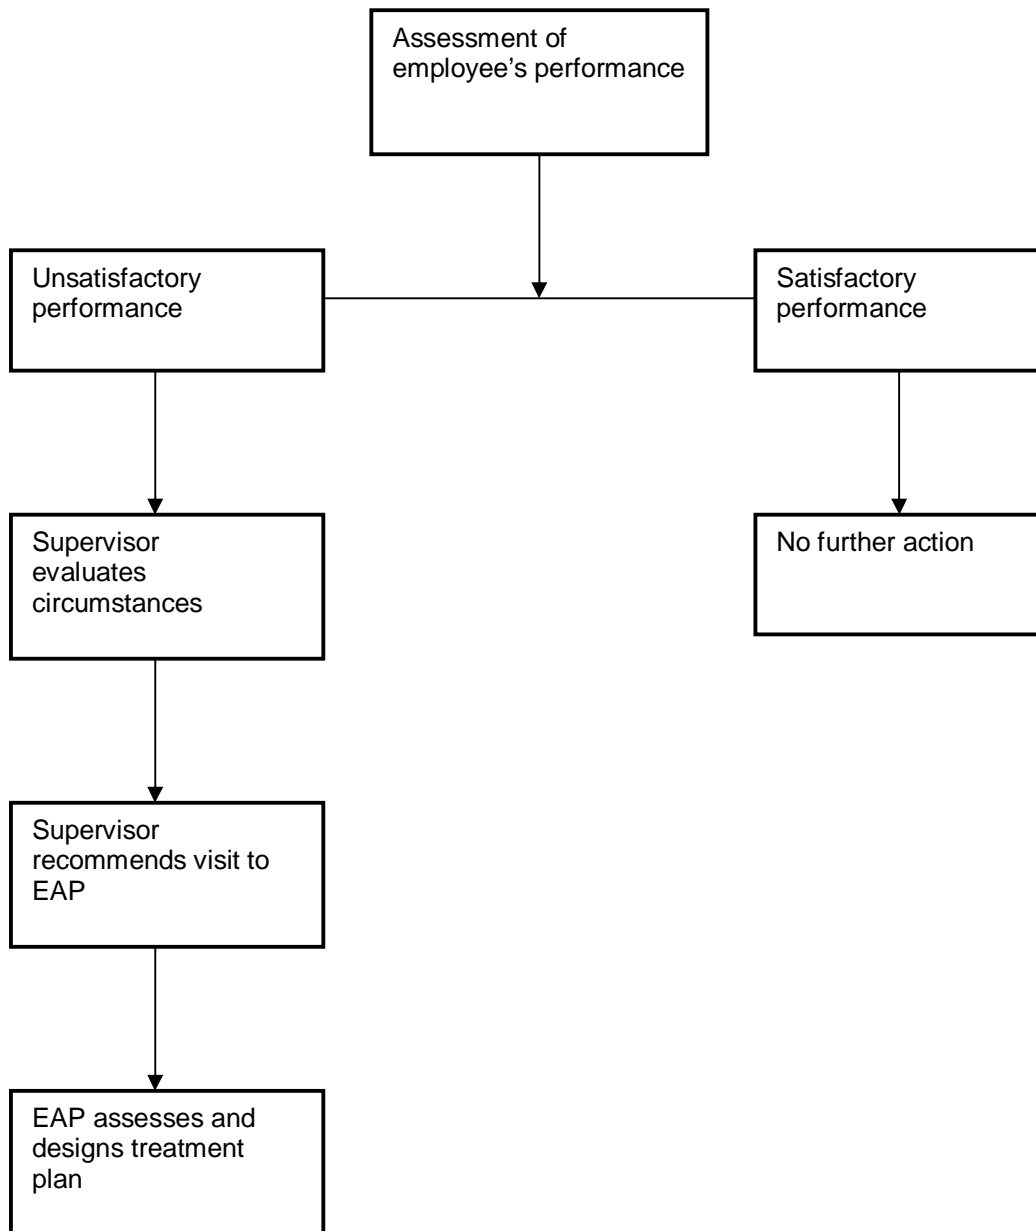 Assessment of
employee’s performance
Unsatisfactory
performance
Satisfactory
performance
Supervisor
evaluates
circumstances
No further action
Supervisor
recommends visit to
EAP
EAP assesses and
designs treatment
plan